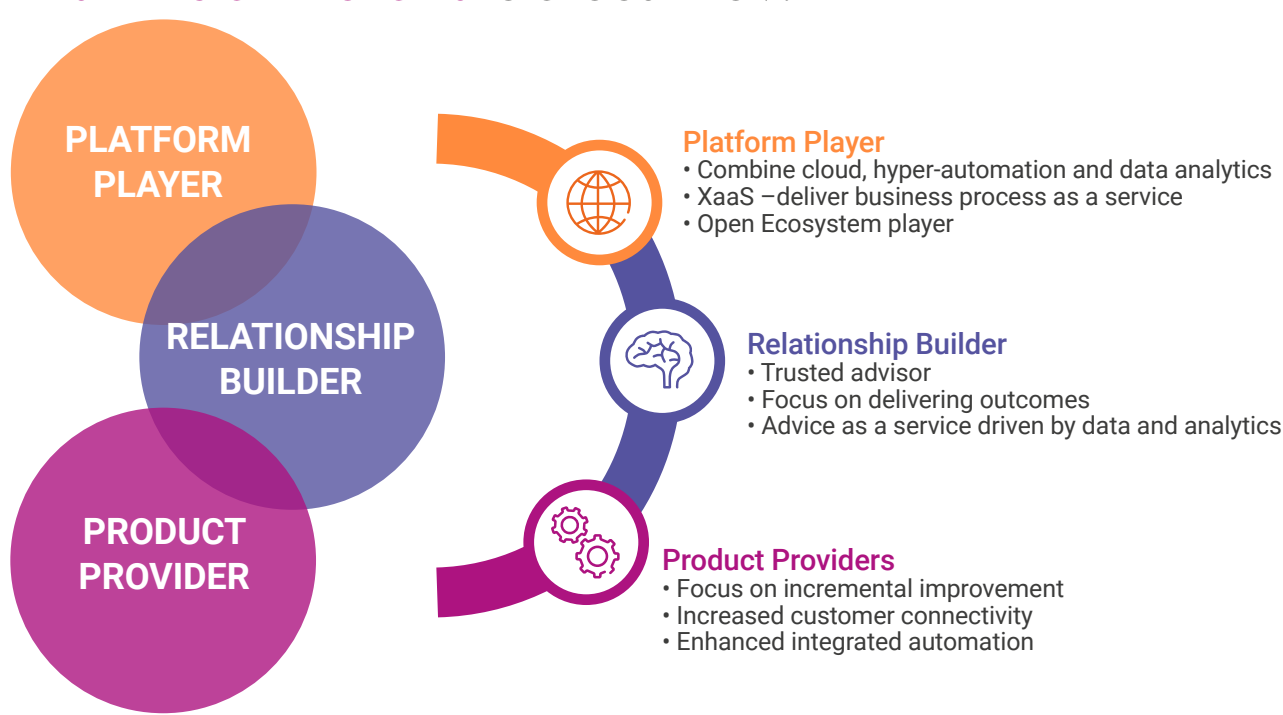 PLATFORM
PLAYER
RELATIONSHIP
BUILDER
PRODUCT
PROVIDER
Platform Player
• Combine cloud, hyper-automation and data analytics
• XaaS –deliver business process as a service
• Open Ecosystem player
Relationship Builder
• Trusted advisor
• Focus on delivering outcomes
• Advice as a service driven by data and analytics
Product Providers
• Focus on incremental improvement
• Increased customer connectivity
• Enhanced integrated automation